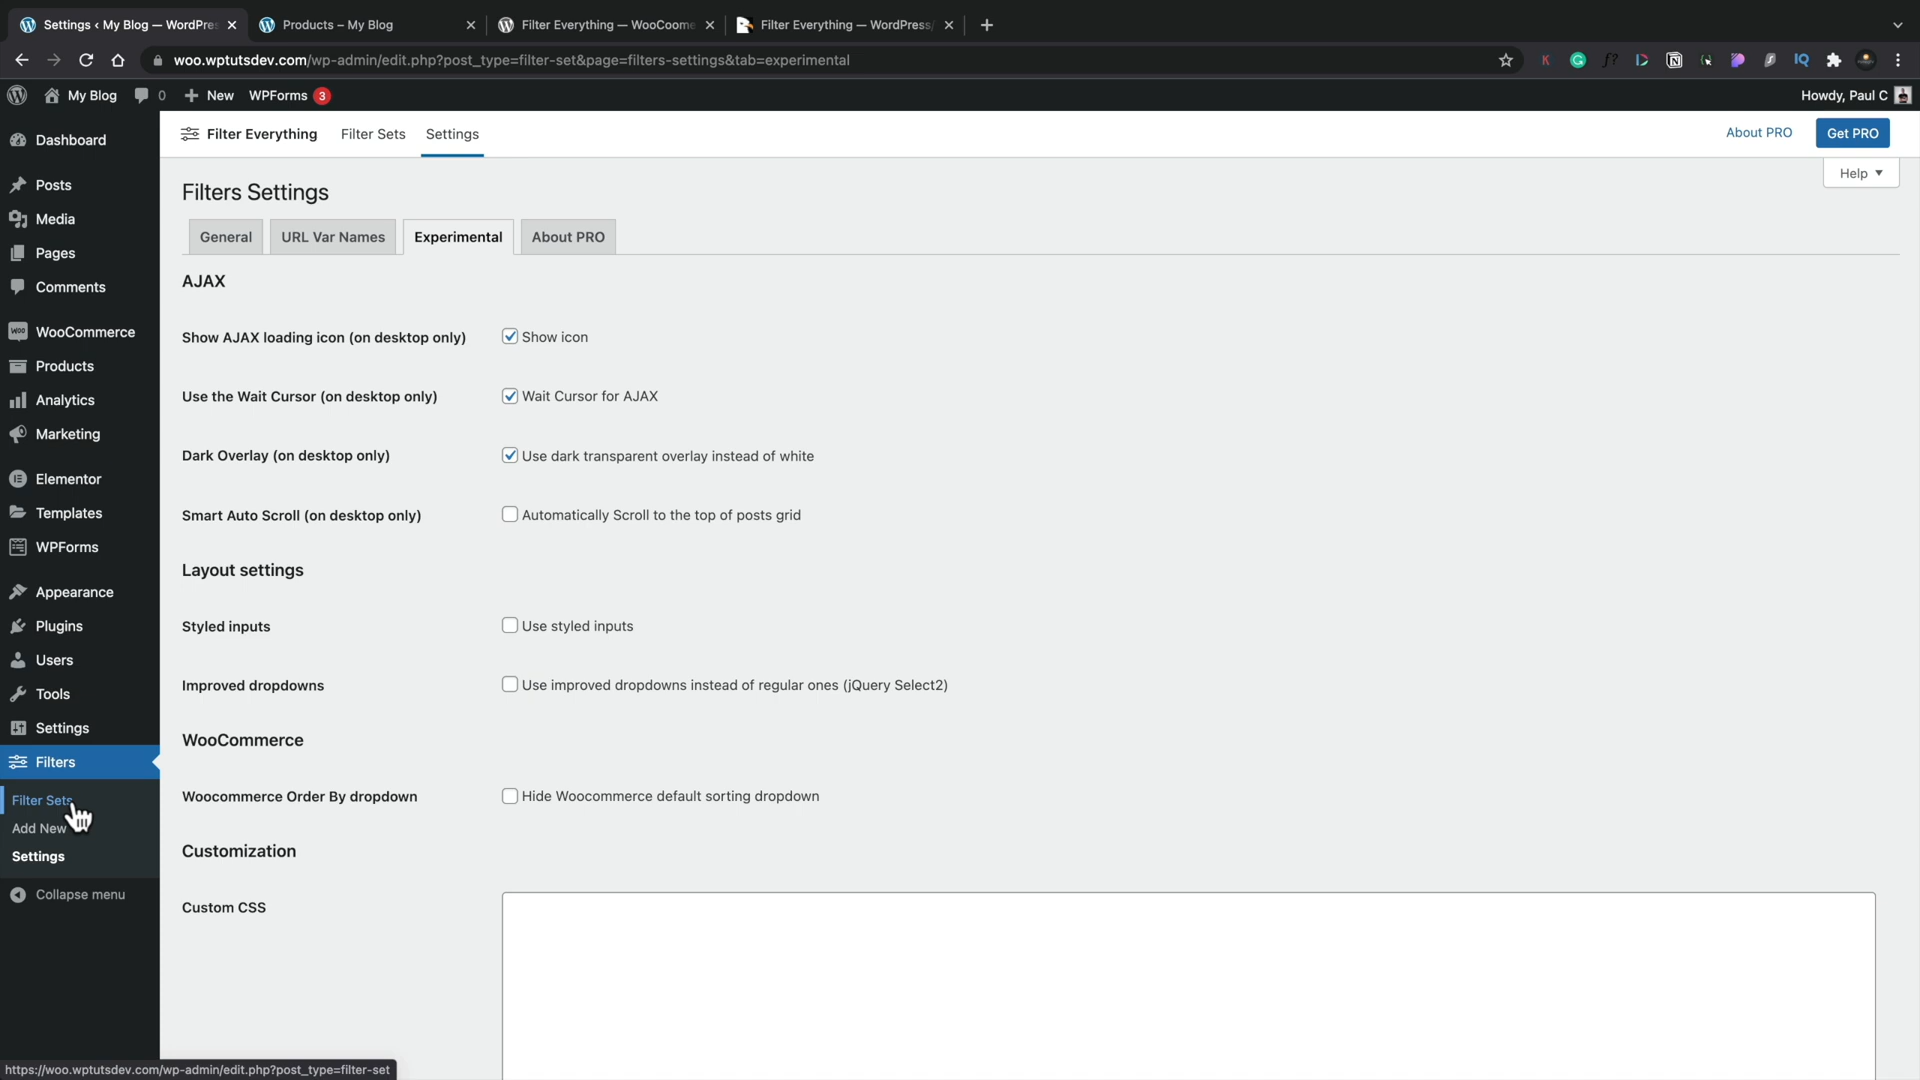 Settings ‹ My Blog — WordPres
Products – My Blog
Filter Everything — WooCoome
Filter Everything — WordPress/
woo.wptutsdev.com/wp-admin/edit.php?post_type=filter-set&page=filters-settings&tab=experimental
My Blog
0
New
WPForms 3
Howdy, Paul C
Filter Everything
Filter Sets
Settings
About PRO
Get PRO
Help
Dashboard
Posts
Media
Pages
Comments
WooCommerce
Products
Analytics
Marketing
Elementor
Templates
WPForms
Appearance
Plugins
Users
Tools
Settings
Filters
Filter Sets
Add New
Settings
Collapse menu
Filters Settings
General
URL Var Names
Experimental
About PRO
AJAX
Show AJAX loading icon (on desktop only)
Show icon
Use the Wait Cursor (on desktop only)
Wait Cursor for AJAX
Dark Overlay (on desktop only)
Use dark transparent overlay instead of white
Smart Auto Scroll (on desktop only)
Automatically Scroll to the top of posts grid
Layout settings
Styled inputs
Use styled inputs
Improved dropdowns
Use improved dropdowns instead of regular ones (jQuery Select2)
WooCommerce
Woocommerce Order By dropdown
Hide Woocommerce default sorting dropdown
Customization
Custom CSS
https://woo.wptutsdev.com/wp-admin/edit.php?post_type=filter-set